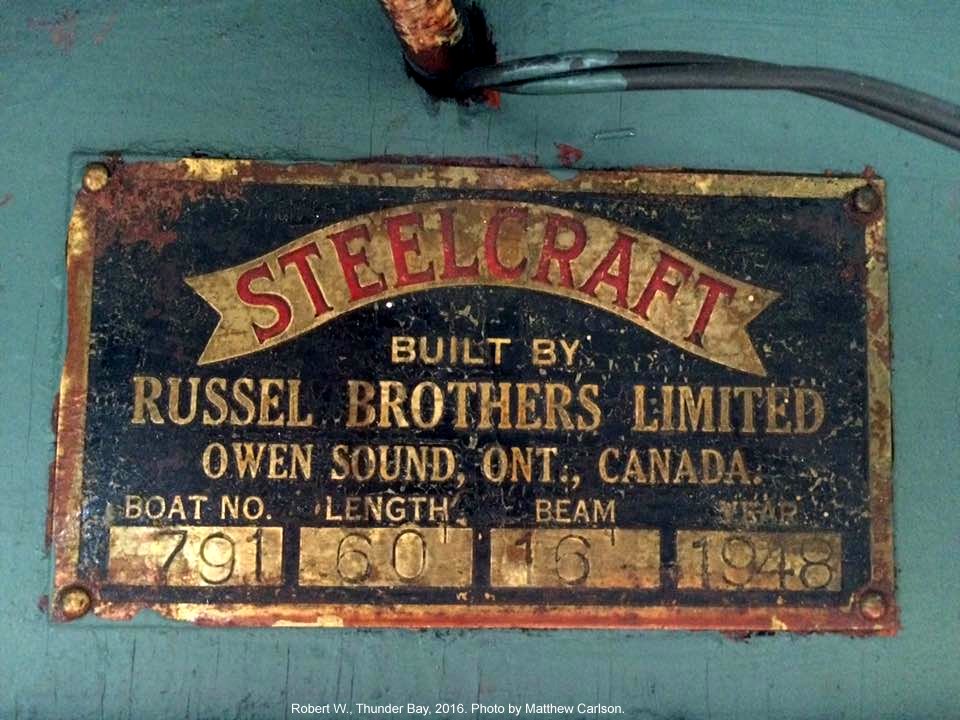 STEELCRAFT
BUILT BY
RUSSEL BROTHERS LIMITED
OWEN SOUND, ONT., CANADA.
BOAT NO. LENGTH BEAM YEAR
791 60' 16' 1948
Robert W., Thunder Bay, 2016. Photo by Matthew Carlson.